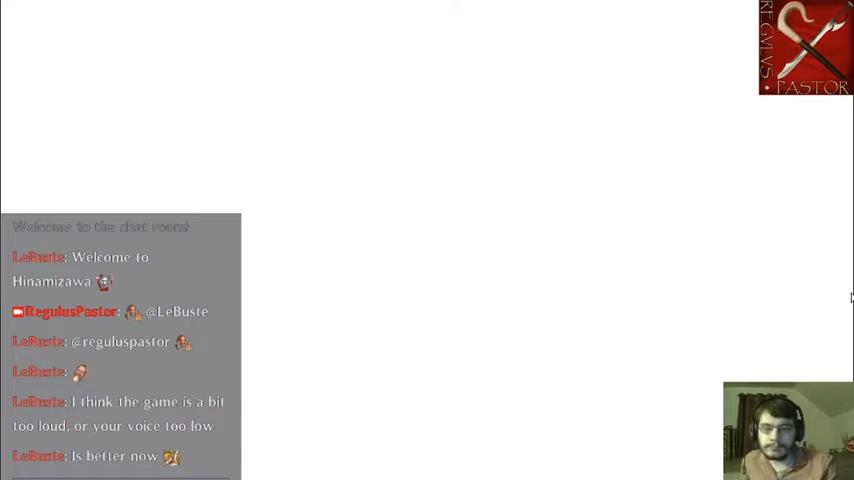 REGVLVS
• PASTOR
Welcome to the chat room!
LeBuste: Welcome to
Hinamizawa
RegulusPastor: @LeBuste
LeBuste: @reguluspastor
LeBuste:
LeBuste: I think the game is a bit
too loud, or your voice too low
LeBuste: Is better now